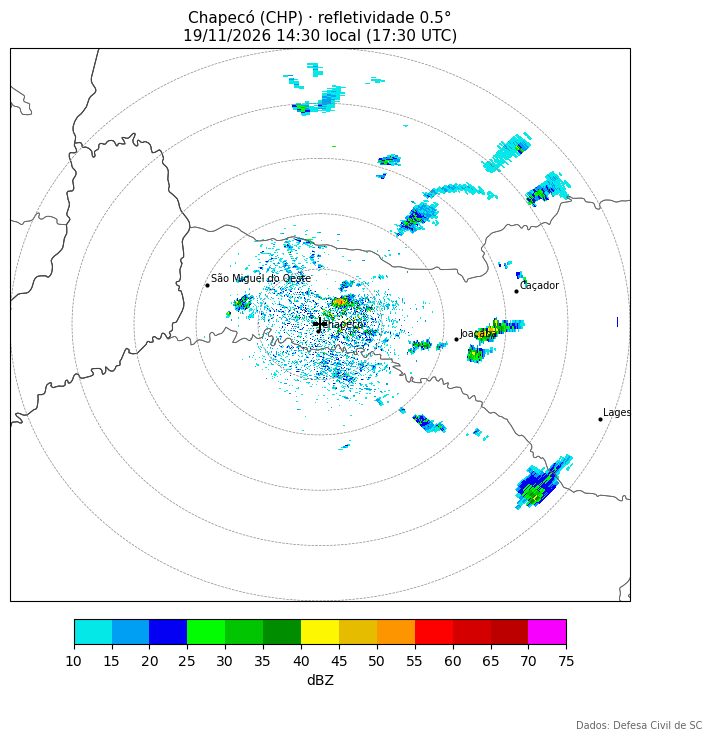 Chapecó (CHP) · refletividade 0.5°
19/11/2026 14:30 local (17:30 UTC)
São Miguel do Oeste
Caçador
Chapecó
Joaçaba
Lages
10 15 20 25 30 35 40 45 50 55 60 65 70 75
dBZ
Dados: Defesa Civil de SC